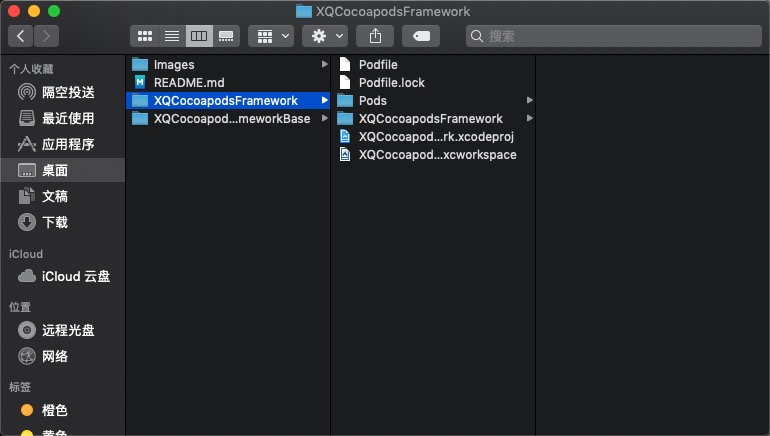 XQCocoapodsFramework
搜索
个人收藏
隔空投送
最近使用
应用程序
桌面
文稿
下载
iCloud
iCloud 云盘
位置
远程光盘
网络
标签
橙色
黄色
Images
README.md
XQCocoapodsFramework
XQCocoapod...meworkBase
Podfile
Podfile.lock
Pods
XQCocoapodsFramework
XQCocoapod...rk.xcodeproj
XQCocoapod...xcworkspace